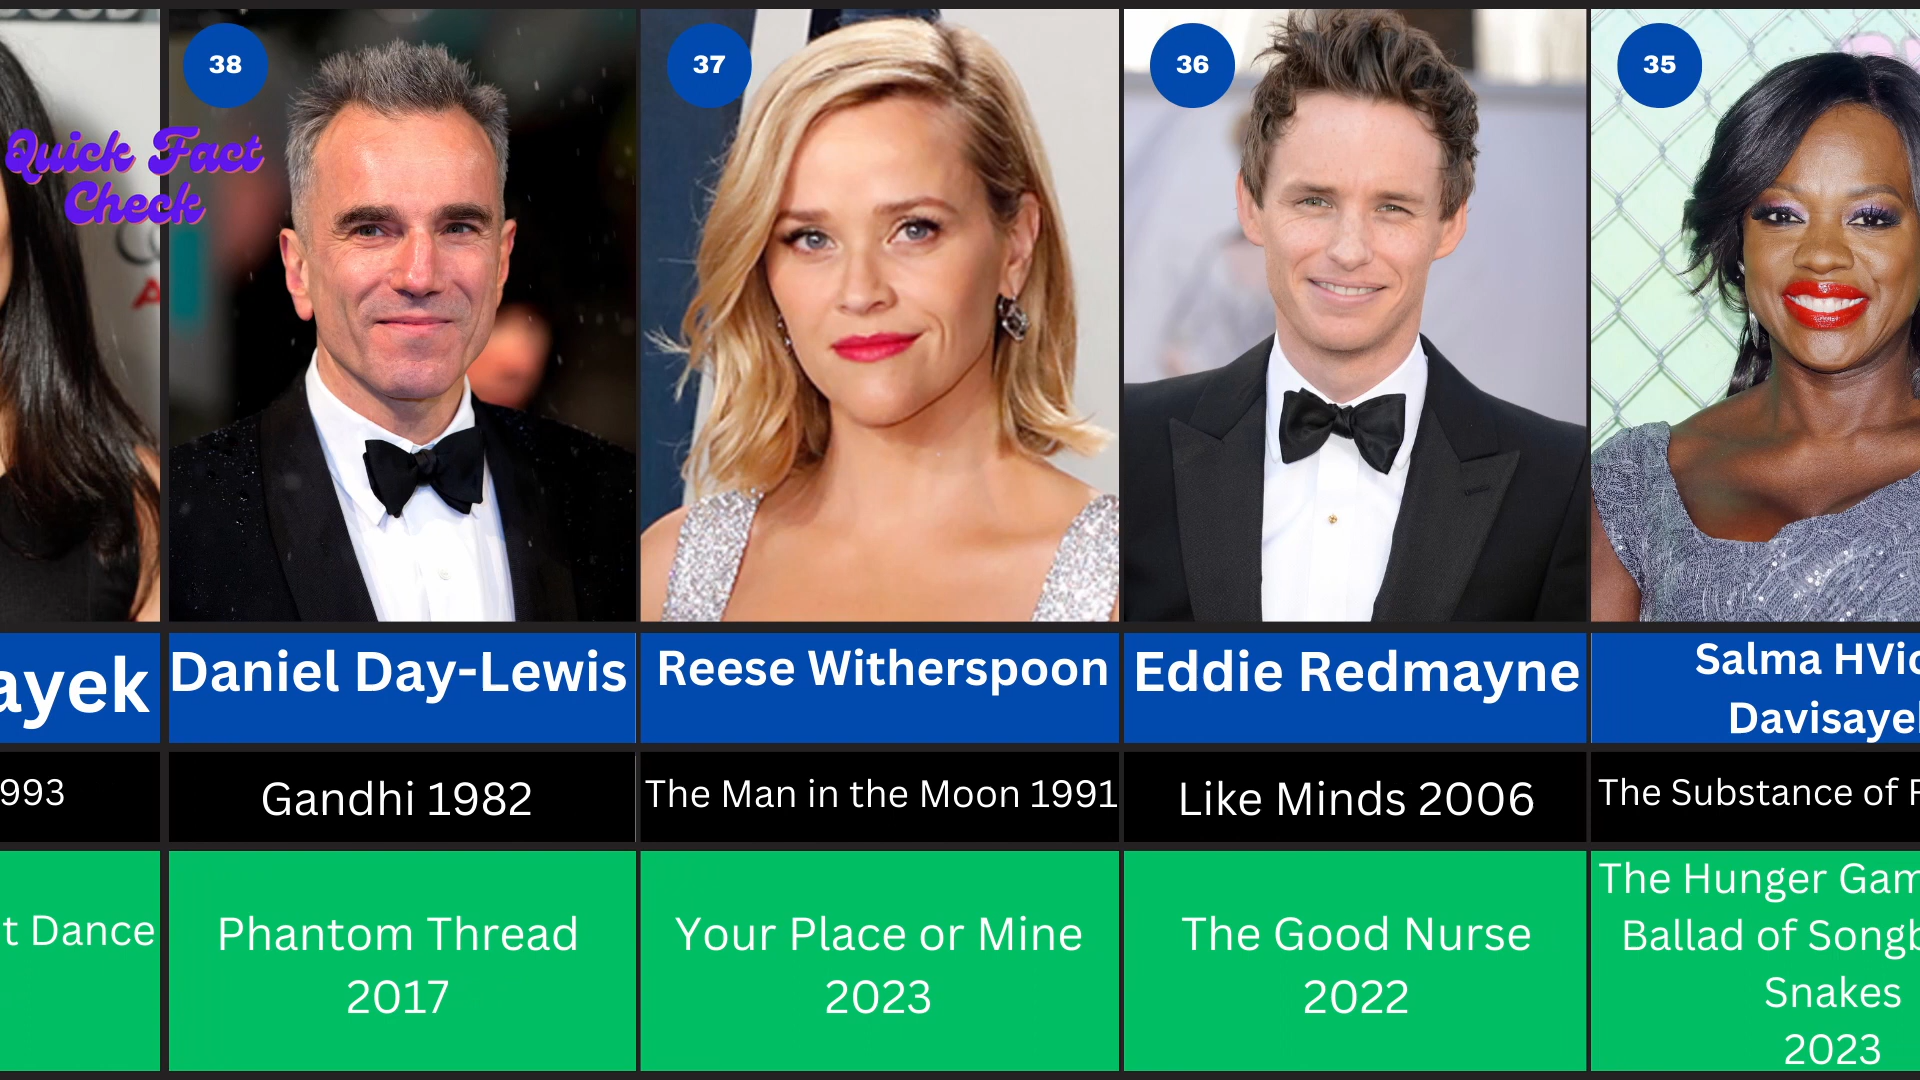 38
37
36
35
Quick Fact
Check
ayek
Daniel Day-Lewis
Reese Witherspoon
Eddie Redmayne
Salma HVio
Davisayek
993
Gandhi 1982
The Man in the Moon 1991
Like Minds 2006
The Substance of F
t Dance
Phantom Thread
2017
Your Place or Mine
2023
The Good Nurse
2022
The Hunger Gam
Ballad of Songb
Snakes
2023